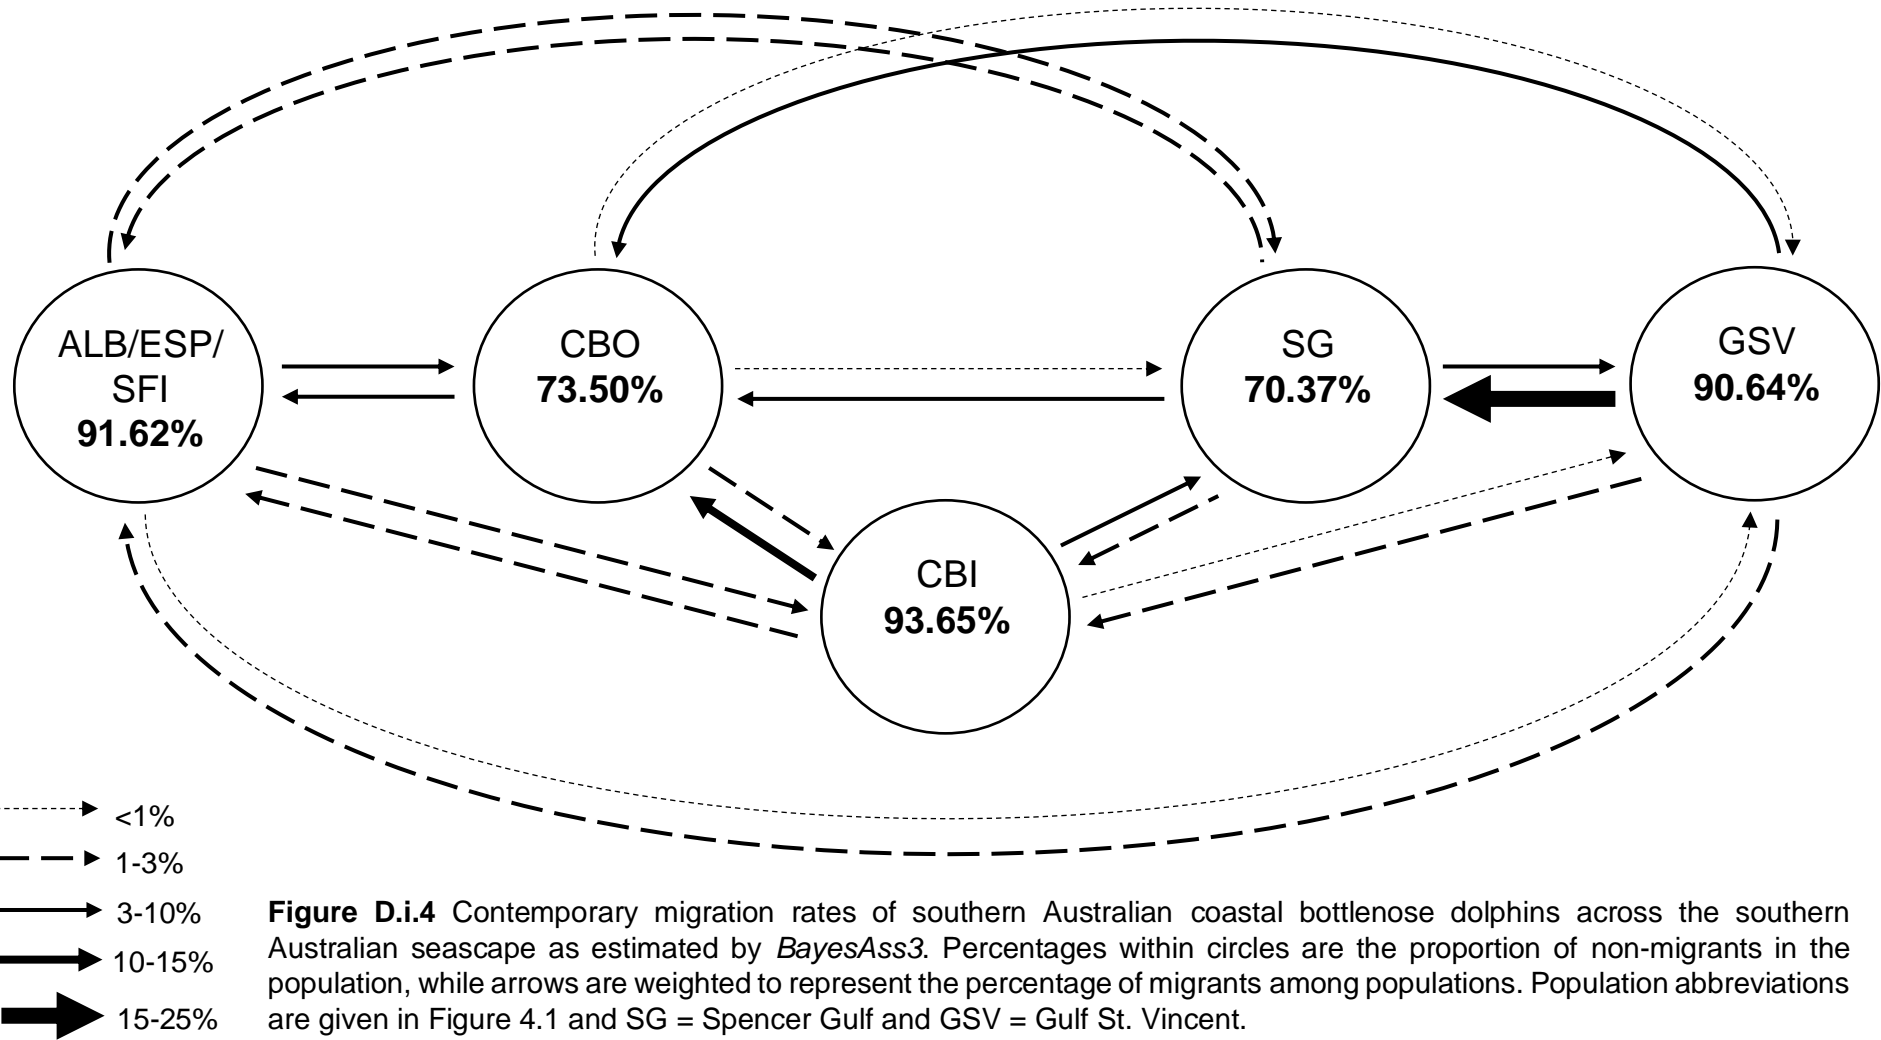 ALB/ESP/
SFI
91.62%
CBO
73.50%
SG
70.37%
GSV
90.64%
CBI
93.65%
<1%
1-3%
3-10%
10-15%
15-25%
Figure D.i.4 Contemporary migration rates of southern Australian coastal bottlenose dolphins across the southern
Australian seascape as estimated by BayesAss3. Percentages within circles are the proportion of non-migrants in the
population, while arrows are weighted to represent the percentage of migrants among populations. Population abbreviations
are given in Figure 4.1 and SG = Spencer Gulf and GSV = Gulf St. Vincent.